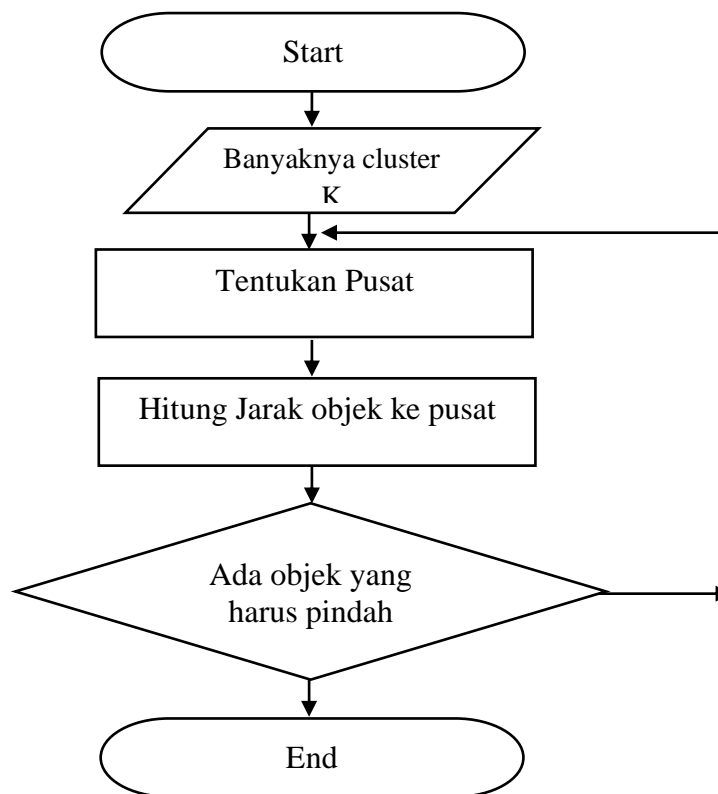 Start
Banyaknya cluster
K
Tentukan Pusat
Hitung Jarak objek ke pusat
Ada objek yang
harus pindah
End